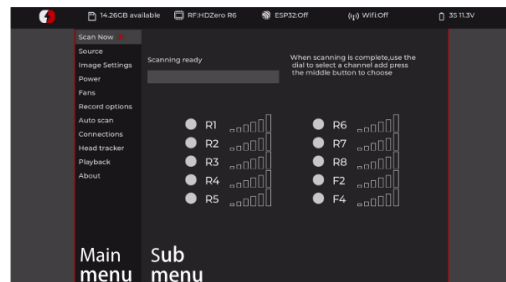 14.26GB available RF:HDZero R6 ESP32:Off WiFi:Off 3S 11.3V
Scan Now
Source
Image Settings
Power
Fans
Record options
Auto scan
Connections
Head tracker
Playback
About
Scanning ready
When scanning is complete,use the
dial to select a channel add press
the middle button to choose
R1
R2
R3
R4
R5
R6
R7
R8
F2
F4
Main
menu
Sub
menu